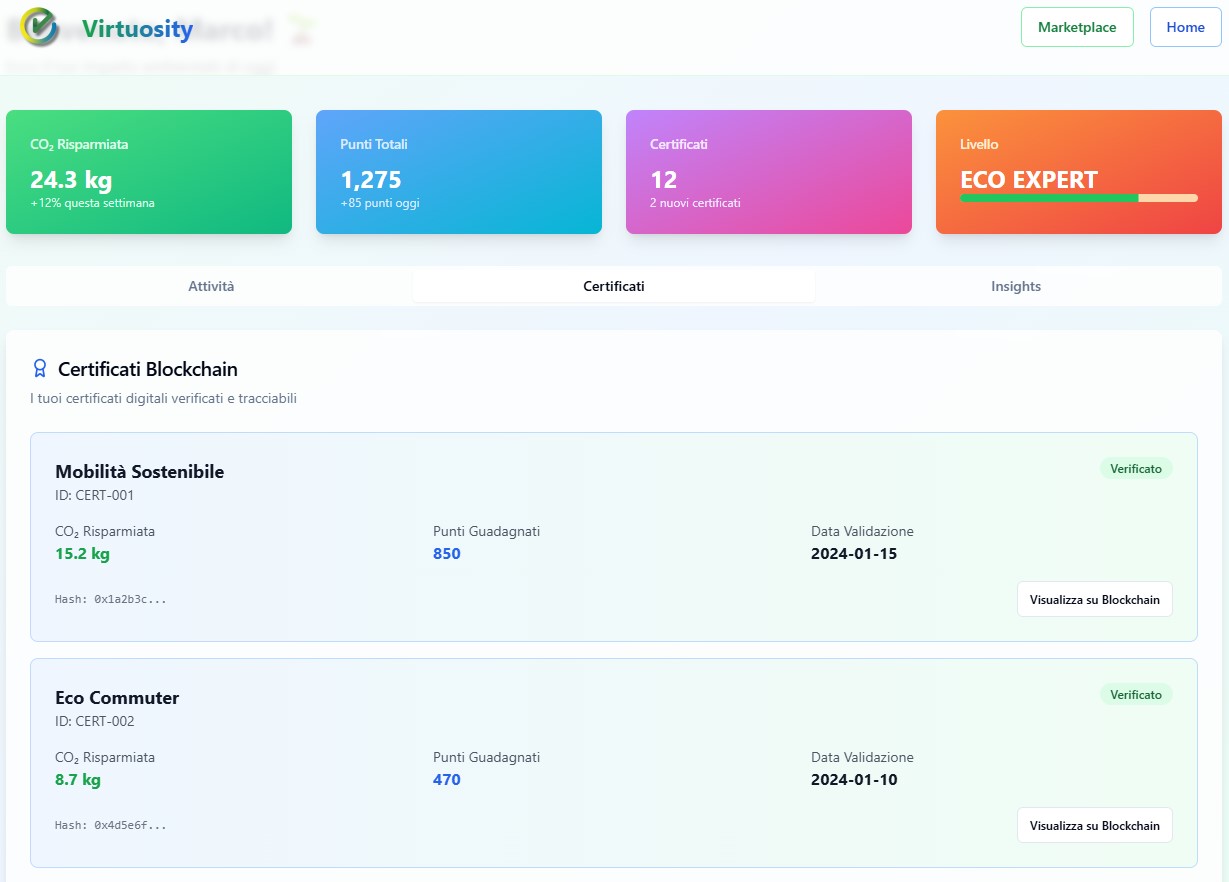 Virtuosity
Marketplace
Home
CO₂ Risparmiata
24.3 kg
+12% questa settimana
Punti Totali
1,275
+85 punti oggi
Certificati
12
2 nuovi certificati
Livello
ECO EXPERT
Attività
Certificati
Insights
Certificati Blockchain
I tuoi certificati digitali verificati e tracciabili
Mobilità Sostenibile
Verificato
ID: CERT-001
CO₂ Risparmiata
15.2 kg
Punti Guadagnati
850
Data Validazione
2024-01-15
Hash: 0x1a2b3c...
Visualizza su Blockchain
Eco Commuter
Verificato
ID: CERT-002
CO₂ Risparmiata
8.7 kg
Punti Guadagnati
470
Data Validazione
2024-01-10
Hash: 0x4d5e6f...
Visualizza su Blockchain